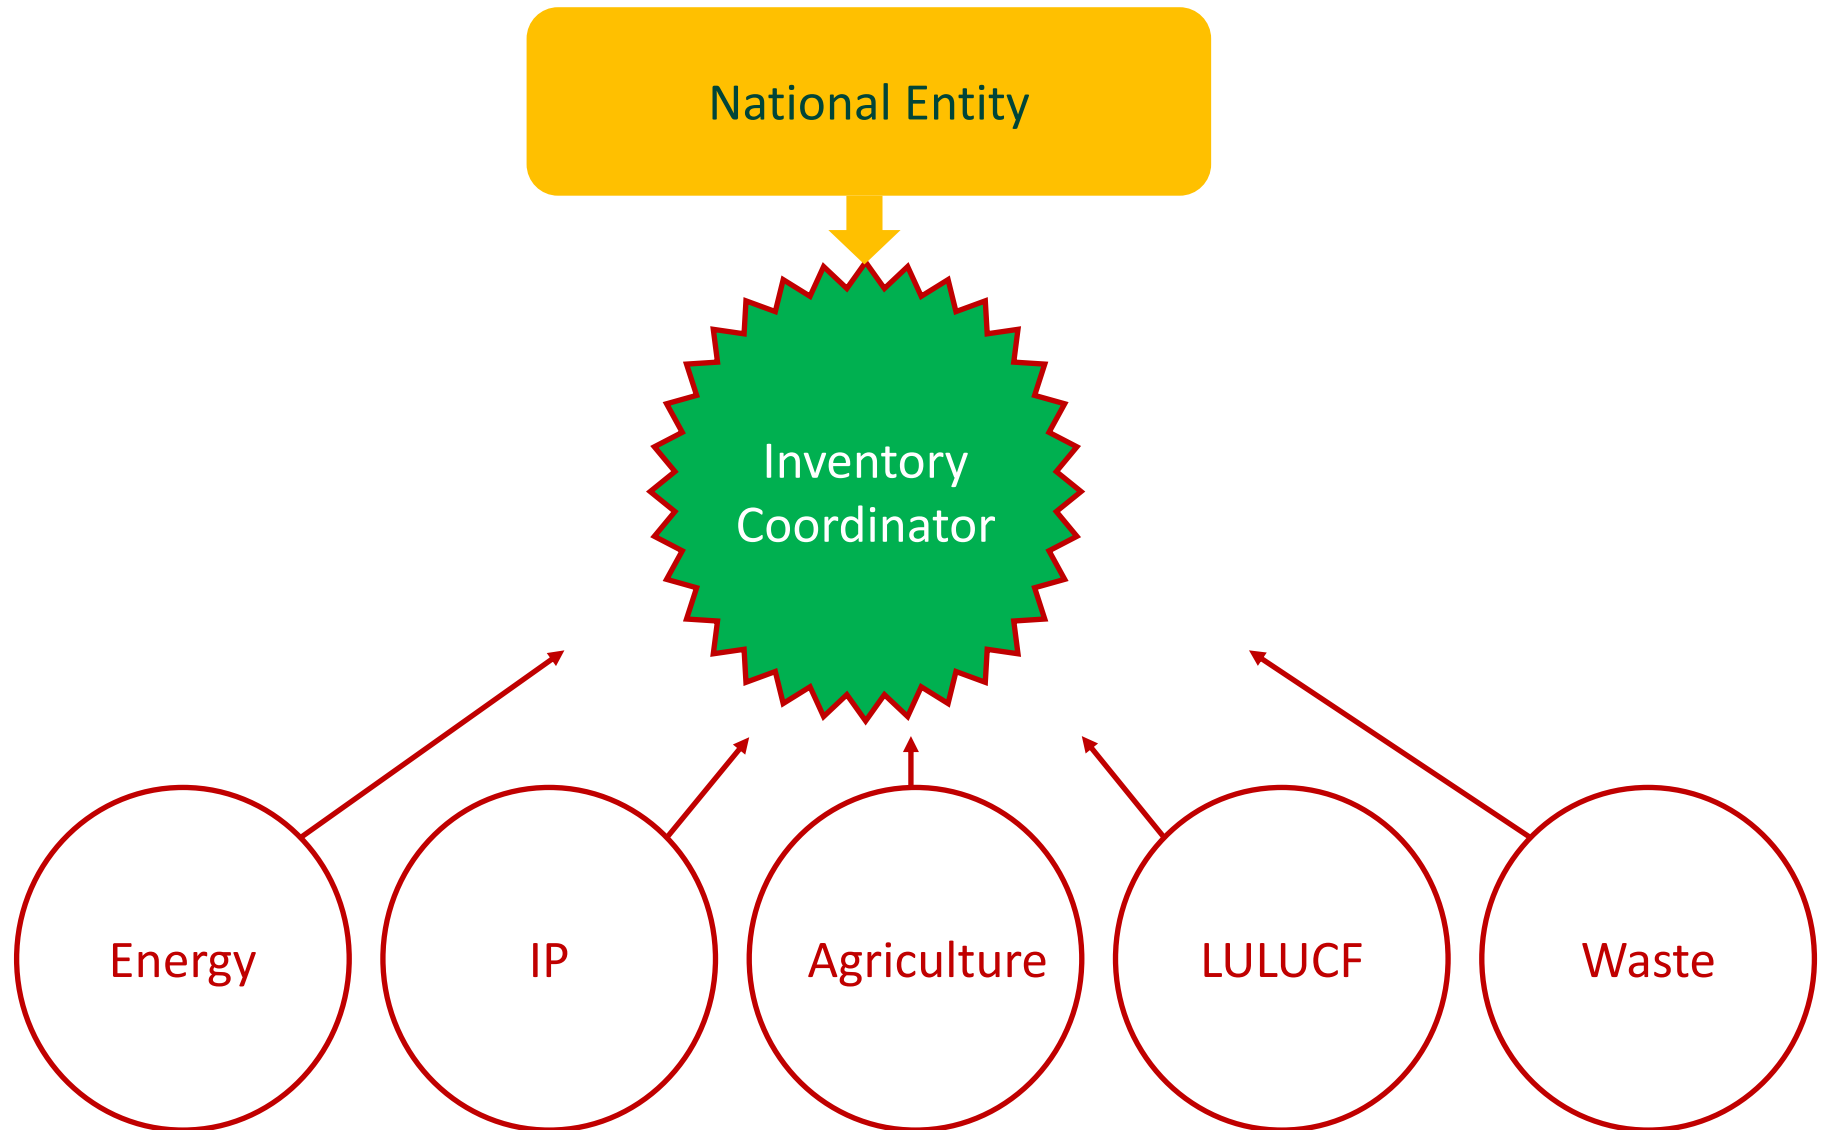 National Entity
Inventory
Coordinator
Energy
IP
Agriculture
LULUCF
Waste